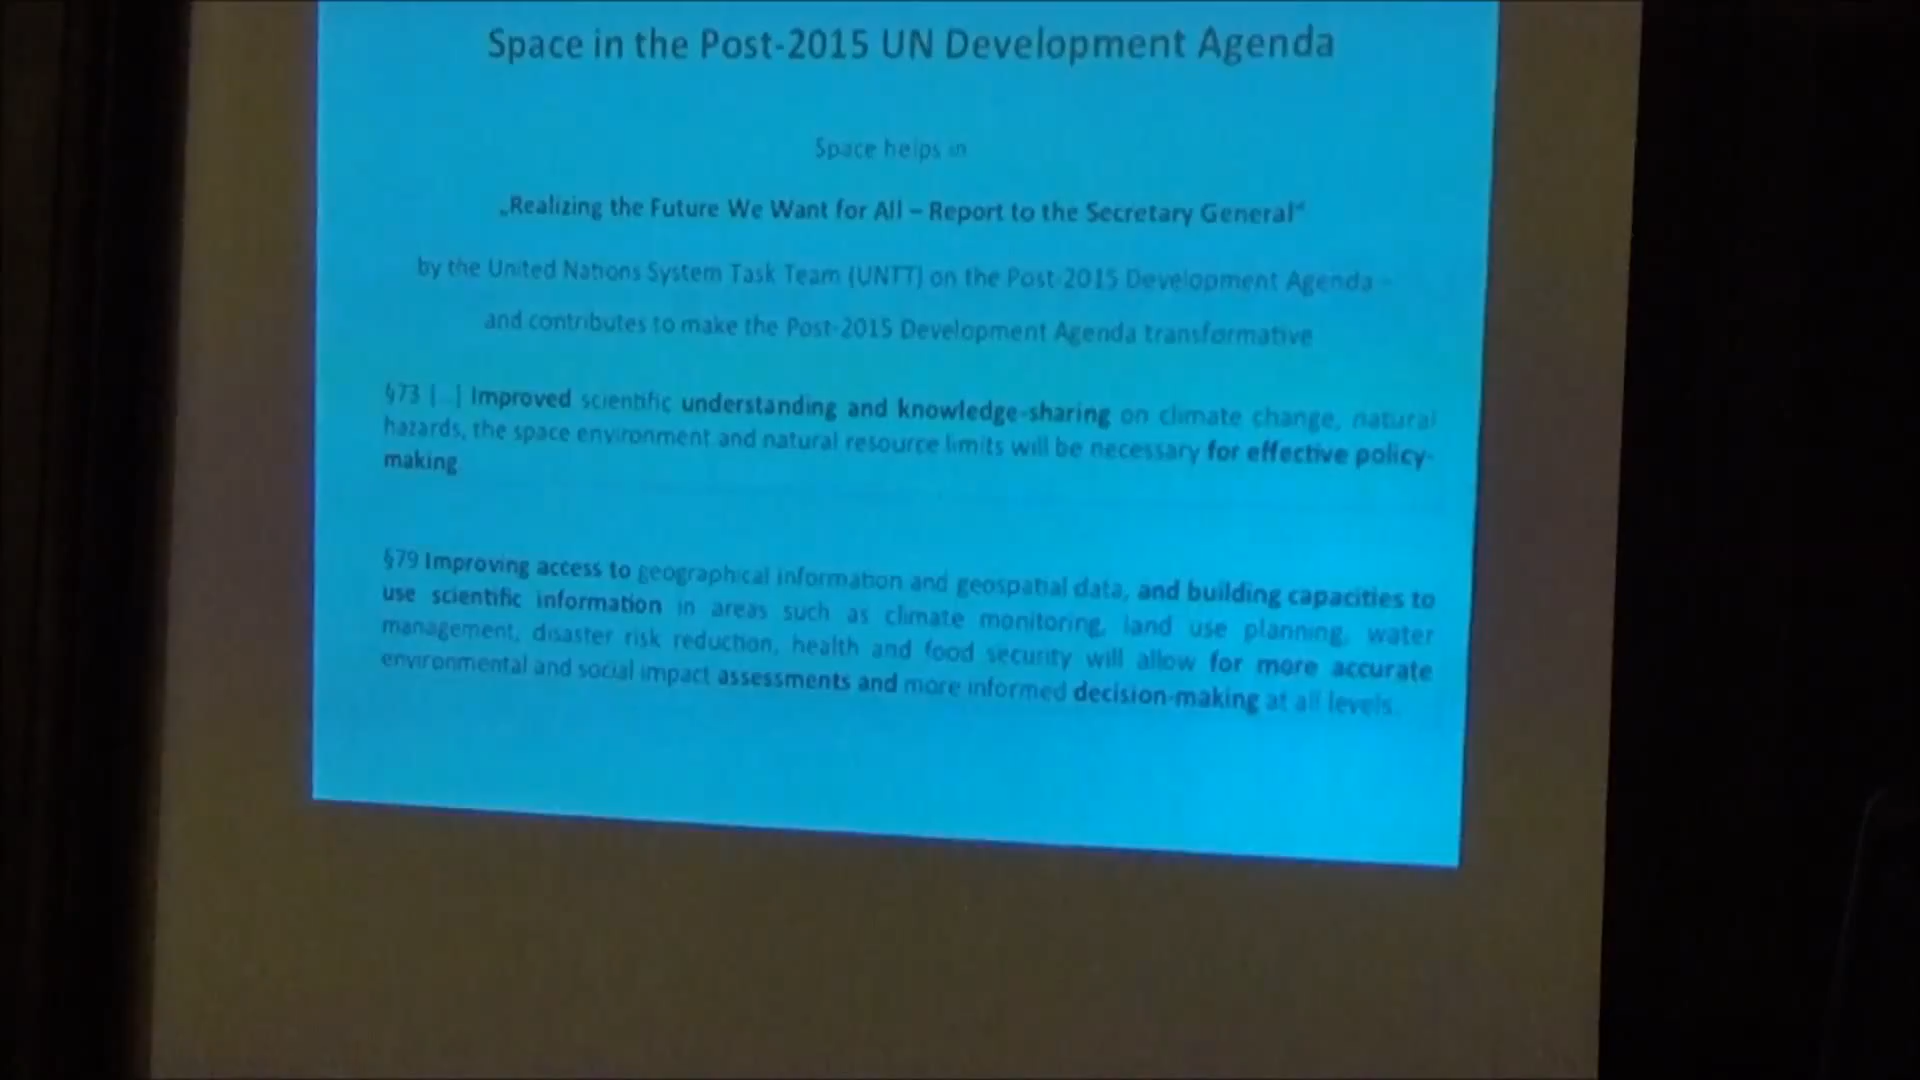 Space in the Post-2015 UN Development Agenda
Space helps in
„Realizing the Future We Want for All – Report to the Secretary General“
by the United Nations System Task Team (UNTT) on the Post-2015 Development Agenda –
and contributes to make the Post-2015 Development Agenda transformative
§73 [...] Improved scientific understanding and knowledge-sharing on climate change, natural
hazards, the space environment and natural resource limits will be necessary for effective policy-
making
§79 Improving access to geographical information and geospatial data, and building capacities to
use scientific information in areas such as climate monitoring, land use planning, water
management, disaster risk reduction, health and food security will allow for more accurate
environmental and social impact assessments and more informed decision-making at all levels.